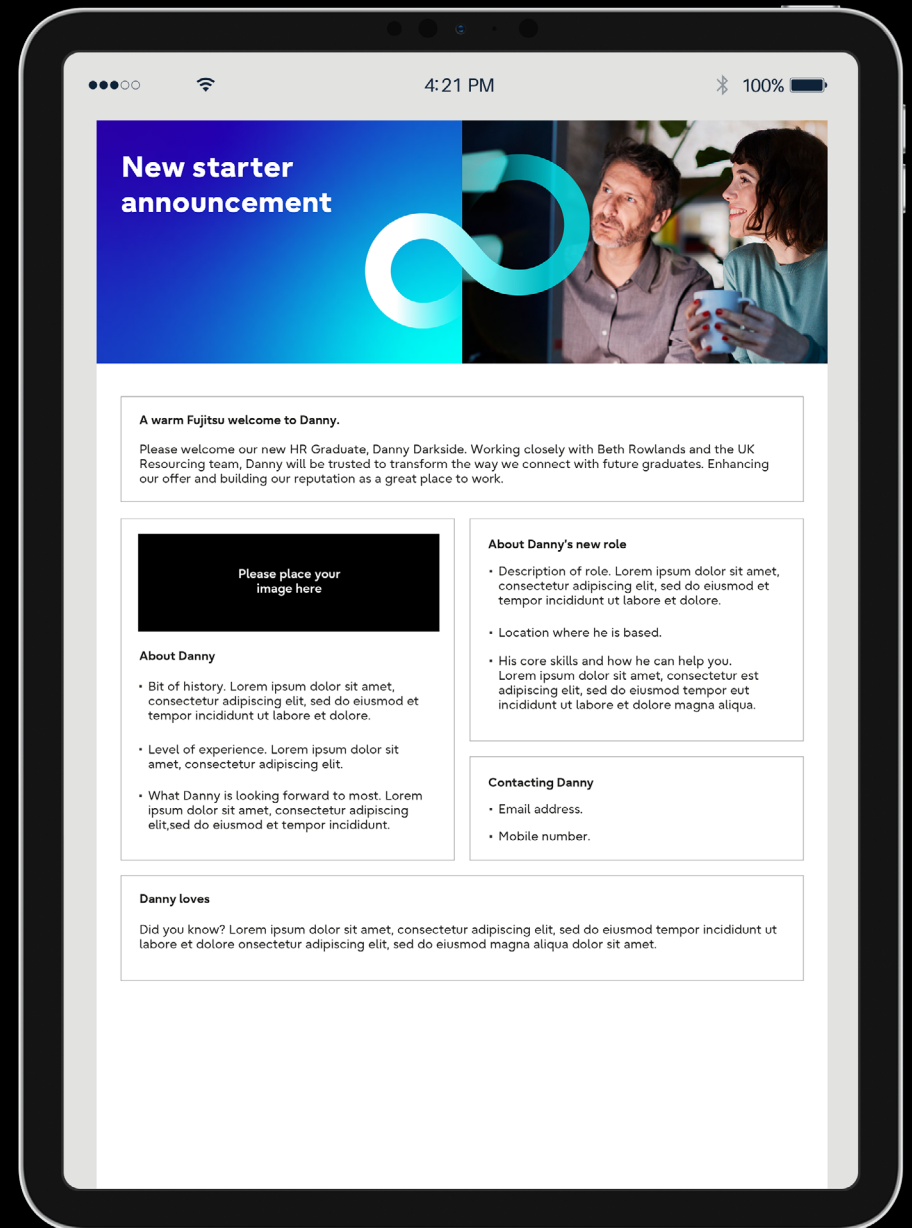 4:21 PM
100%
New starter
announcement
A warm Fujitsu welcome to Danny.
Please welcome our new HR Graduate, Danny Darkside. Working closely with Beth Rowlands and the UK
Resourcing team, Danny will be trusted to transform the way we connect with future graduates. Enhancing
our offer and building our reputation as a great place to work.
Please place your
image here
About Danny
• Bit of history. Lorem ipsum dolor sit amet,
consectetur adipiscing elit, sed do eiusmod et
tempor incididunt ut labore et dolore.
• Level of experience. Lorem ipsum dolor sit
amet, consectetur adipiscing elit.
• What Danny is looking forward to most. Lorem
ipsum dolor sit amet, consectetur adipiscing
elit,sed do eiusmod et tempor incididunt.
About Danny's new role
• Description of role. Lorem ipsum dolor sit amet,
consectetur adipiscing elit, sed do eiusmod et
tempor incididunt ut labore et dolore.
• Location where he is based.
• His core skills and how he can help you.
Lorem ipsum dolor sit amet, consectetur est
adipiscing elit, sed do eiusmod tempor eut
incididunt ut labore et dolore magna aliqua.
Contacting Danny
• Email address.
• Mobile number.
Danny loves
Did you know? Lorem ipsum dolor sit amet, consectetur adipiscing elit, sed do eiusmod tempor incididunt ut
labore et dolore onsectetur adipiscing elit, sed do eiusmod magna aliqua dolor sit amet.